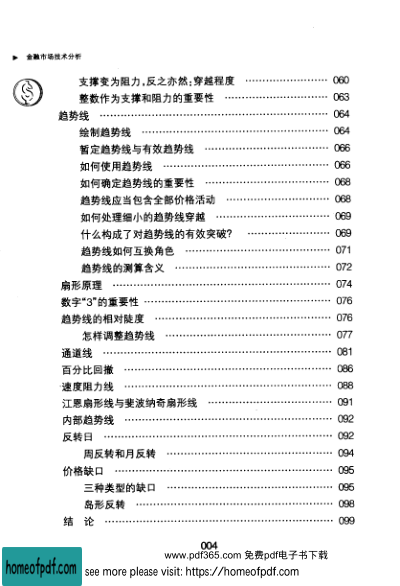 ▶ 金融市场技术分析
支撑变为阻力,反之亦然;穿越程度 ………………………… 060
整数作为支撑和阻力的重要性 ………………………… 063
趋势线 ………………………… 064
绘制趋势线 ………………………… 064
暂定趋势线与有效趋势线 ………………………… 066
如何使用趋势线 ………………………… 066
如何确定趋势线的重要性 ………………………… 068
趋势线应当包含全部价格活动 ………………………… 068
如何处理细小的趋势线穿越 ………………………… 069
什么构成了对趋势线的有效突破? ………………………… 069
趋势线如何互换角色 ………………………… 071
趋势线的测算含义 ………………………… 072
扇形原理 ………………………… 074
数字“3”的重要性 ………………………… 076
趋势线的相对陡度 ………………………… 076
怎样调整趋势线 ………………………… 077
通道线 ………………………… 081
百分比回撤 ………………………… 086
速度阻力线 ………………………… 088
江恩扇形线与斐波纳奇扇形线 ………………………… 091
内部趋势线 ………………………… 092
反转日 ………………………… 092
周反转和月反转 ………………………… 094
价格缺口 ………………………… 095
三种类型的缺口 ………………………… 095
岛形反转 ………………………… 098
结 论 ………………………… 099
004
www.pdf365.com 免费pdf电子书下载
homeofpdf.com see more please visit: https://homeofpdf.com